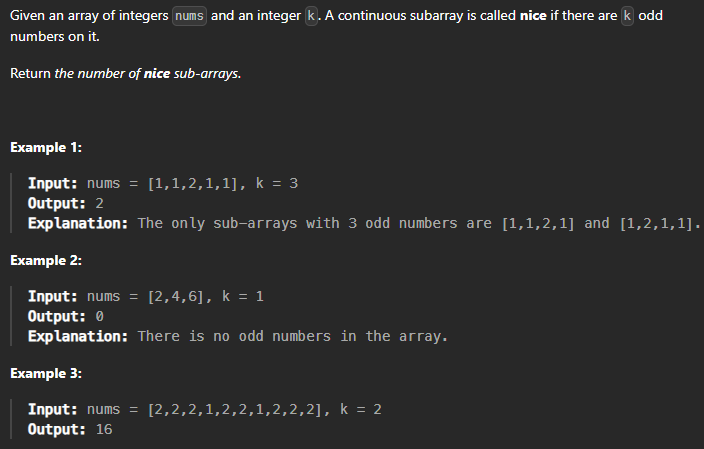 Given an array of integers nums and an integer k. A continuous subarray is called nice if there are k odd
numbers on it.
Return the number of nice sub-arrays.
Example 1:
Input: nums = [1,1,2,1,1], k = 3
Output: 2
Explanation: The only sub-arrays with 3 odd numbers are [1,1,2,1] and [1,2,1,1].
Example 2:
Input: nums = [2,4,6], k = 1
Output: 0
Explanation: There is no odd numbers in the array.
Example 3:
Input: nums = [2,2,2,1,2,2,1,2,2,2], k = 2
Output: 16